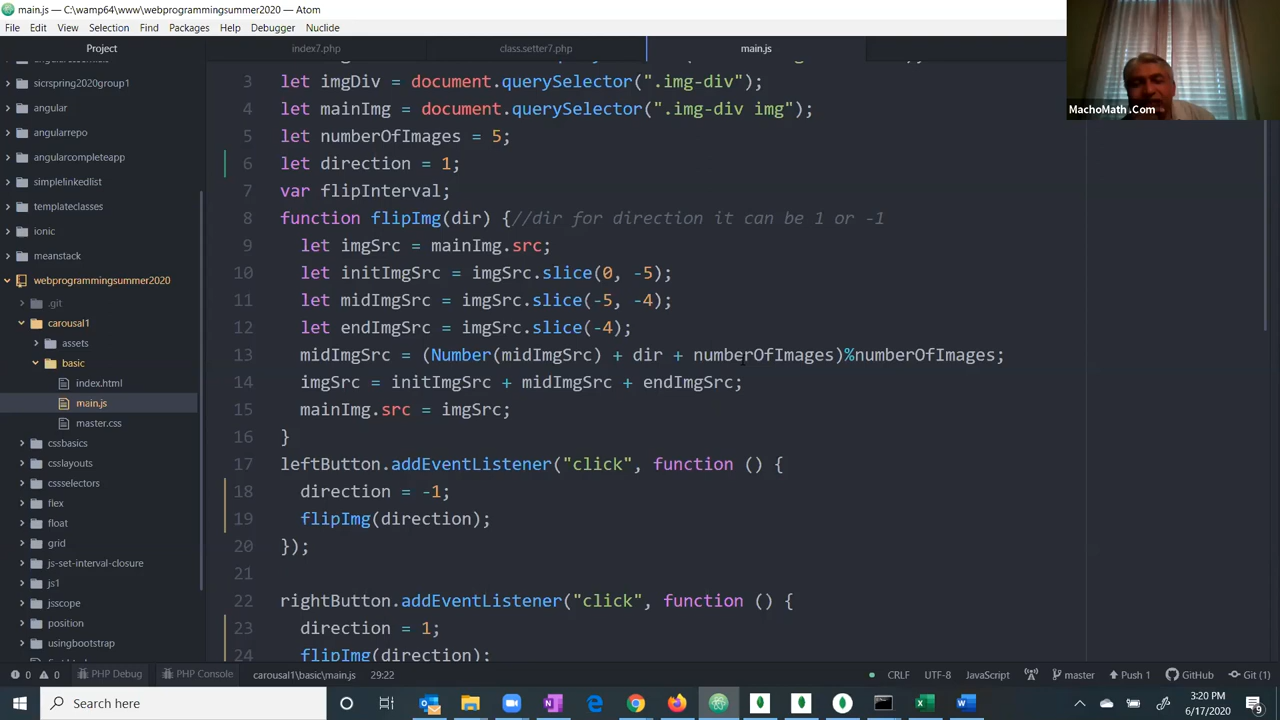 main.js — C:\wamp64\www\webprogrammingsummer2020 — Atom
File Edit View Selection Find Packages Help Debugger Nuclide
Project
index7.php
class.setter7.php
main.js
sicrspring2020group1
angular
angularrepo
angularcompleteapp
simplelinkedlist
templateclasses
ionic
meanstack
webprogrammingsummer2020
.git
carousal1
assets
basic
index.html
main.js
master.css
cssbasics
csslayouts
cssselectors
flex
float
grid
js-set-interval-closure
js1
jsscope
position
usingbootstrap
3 let imgDiv = document.querySelector(".img-div");
4 let mainImg = document.querySelector(".img-div img");
5 let numberOfImages = 5;
6 let direction = 1;
7 var flipInterval;
8 function flipImg(dir) {//dir for direction it can be 1 or -1
9 let imgSrc = mainImg.src;
10 let initImgSrc = imgSrc.slice(0, -5);
11 let midImgSrc = imgSrc.slice(-5, -4);
12 let endImgSrc = imgSrc.slice(-4);
13 midImgSrc = (Number(midImgSrc) + dir + numberOfImages)%numberOfImages;
14 imgSrc = initImgSrc + midImgSrc + endImgSrc;
15 mainImg.src = imgSrc;
16 }
17 leftButton.addEventListener("click", function () {
18 direction = -1;
19 flipImg(direction);
20 });
21
22 rightButton.addEventListener("click", function () {
23 direction = 1;
24 flipImg(direction);
MachoMath .Com
0 0 PHP Debug PHP Console carousal1\basic\main.js 29:22 CRLF UTF-8 JavaScript master Push 1 GitHub Git (1)
Type here to search
3:20 PM
6/17/2020
9